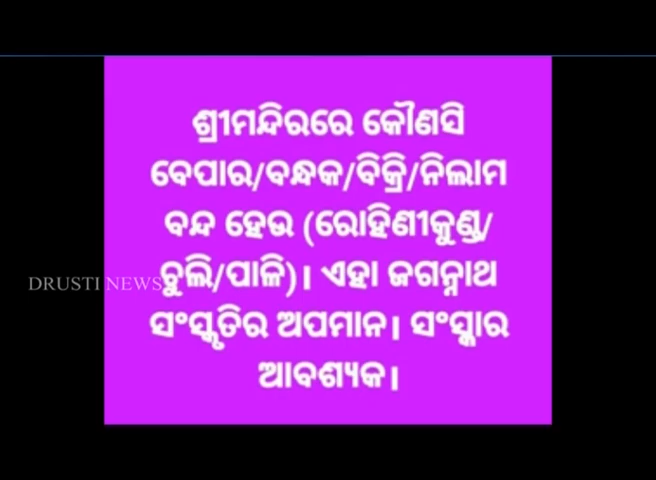 ଶ୍ରୀମନ୍ଦିରରେ କୌଣସି
ବେପାର/ବନ୍ଧକ/ବିକ୍ରି/ନିଲାମ
ବନ୍ଦ ହେଉ (ରୋହିଣୀକୁଣ୍ଡ/
DRUSTI NEWS
ଚୁଲି/ପାଳି)। ଏହା ଜଗନ୍ନାଥ
ସଂସ୍କୃତିର ଅପମାନ। ସଂସ୍କାର
ଆବଶ୍ୟକ।